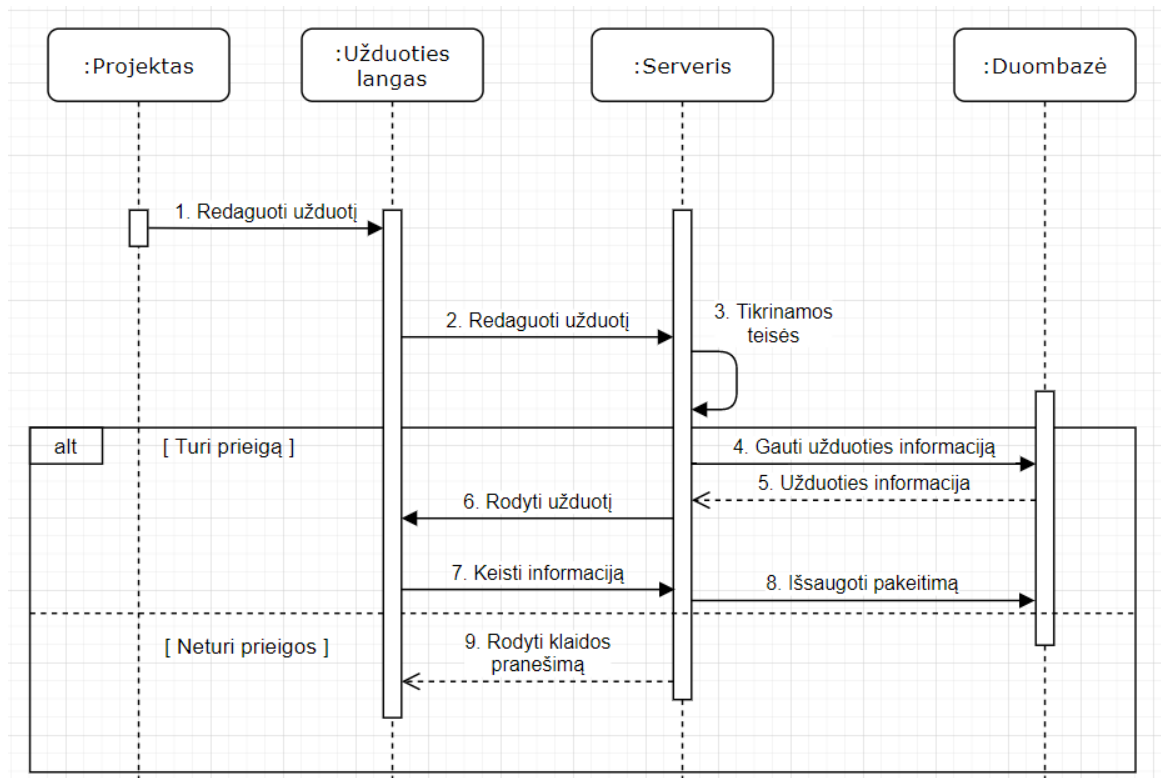 :Projektas
:Užduoties
langas
:Serveris
:Duombazė
1. Redaguoti užduotį
2. Redaguoti užduotį
3. Tikrinamos
teisės
alt
[ Turi prieigą ]
4. Gauti užduoties informaciją
5. Užduoties informacija
6. Rodyti užduotį
7. Keisti informaciją
8. Išsaugoti pakeitimą
[ Neturi prieigos ]
9. Rodyti klaidos
pranešimą